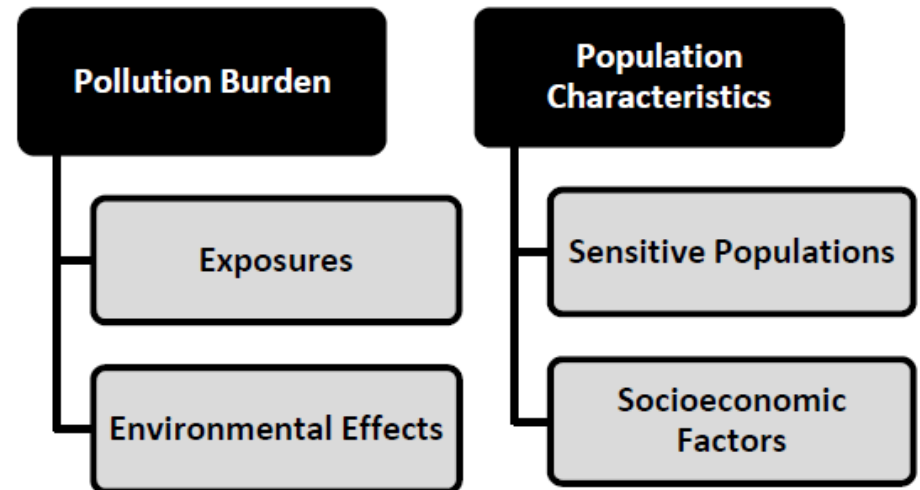 Pollution Burden
Exposures
Environmental Effects
Population
Characteristics
Sensitive Populations
Socioeconomic
Factors